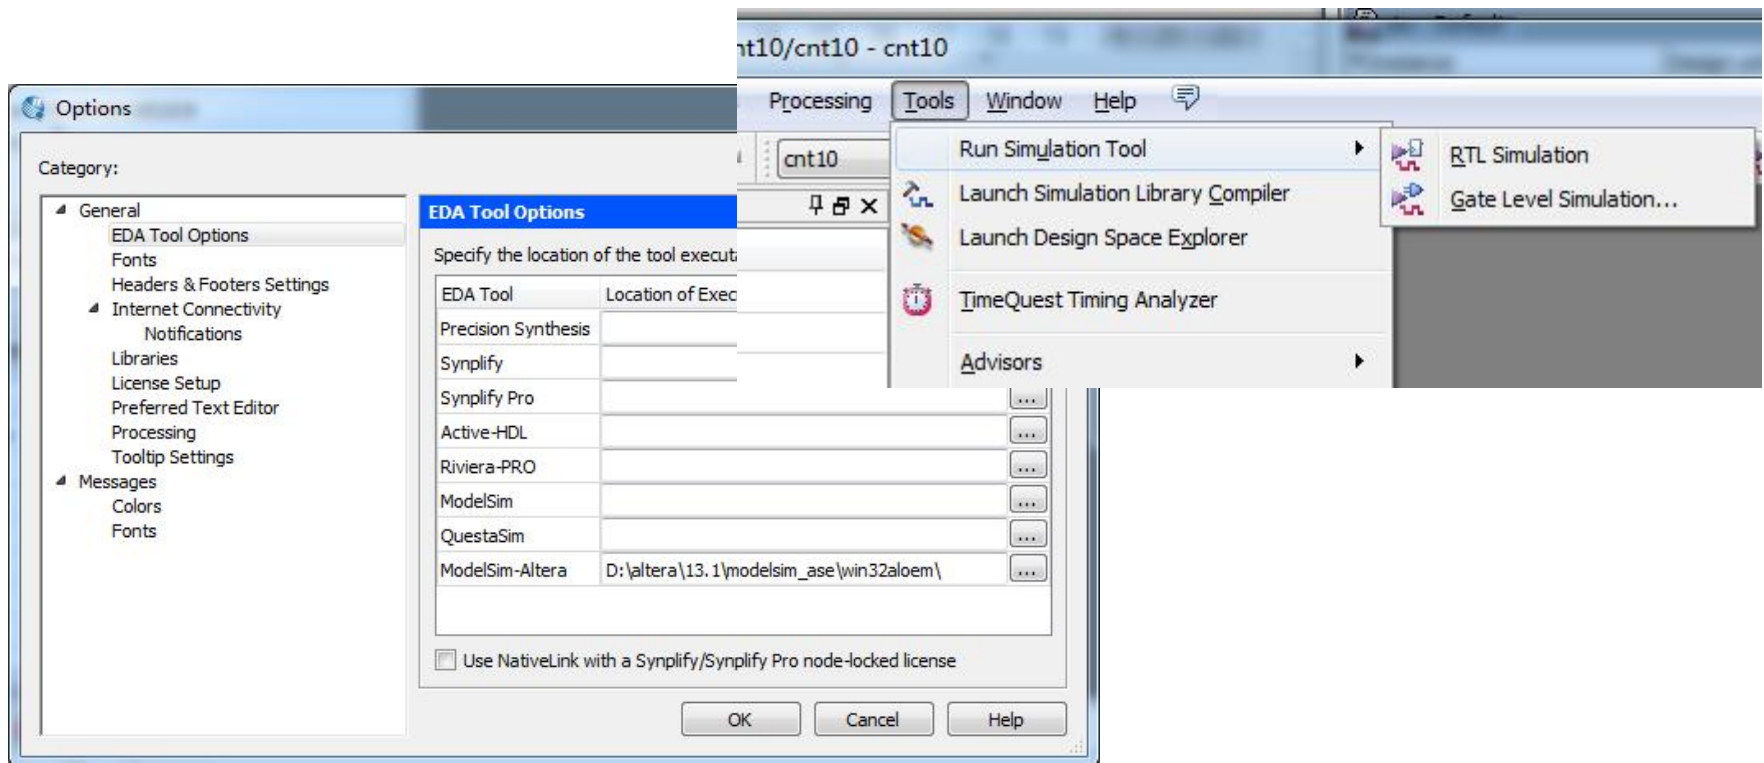 nt10/cnt10 - cnt10
Processing Tools Window Help
cnt10
Run Simulation Tool
Launch Simulation Library Compiler
Launch Design Space Explorer
TimeQuest Timing Analyzer
Advisors
RTL Simulation
Gate Level Simulation...
Options
Category:
General
EDA Tool Options
Fonts
Headers & Footers Settings
Internet Connectivity
Notifications
Libraries
License Setup
Preferred Text Editor
Processing
Tooltip Settings
Messages
Colors
Fonts
EDA Tool Options
Specify the location of the tool execut
EDA Tool Location of Exec
Precision Synthesis
Synplify
Synplify Pro ...
Active-HDL ...
Riviera-PRO ...
ModelSim ...
QuestaSim ...
ModelSim-Altera D:\altera\13.1\modelsim_ase\win32aloem\ ...
Use NativeLink with a Synplify/Synplify Pro node-locked license
OK Cancel Help